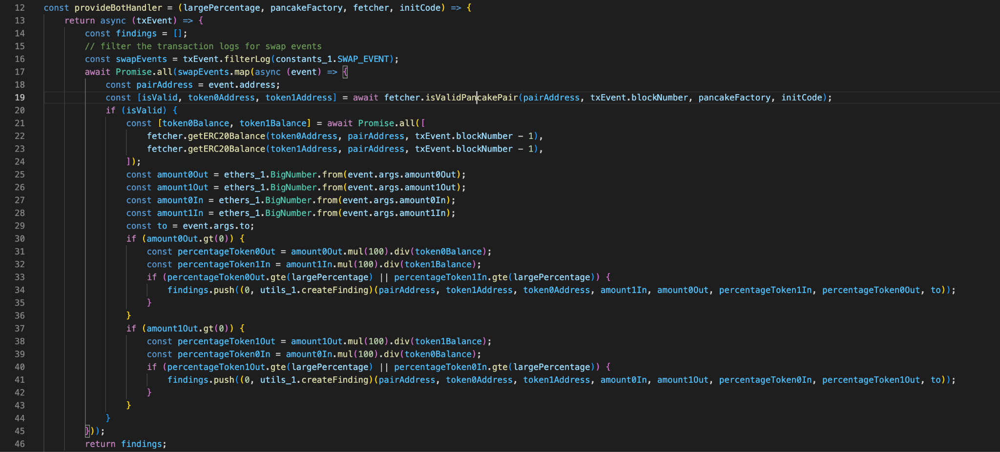 12 const provideBotHandler = (largePercentage, pancakeFactory, fetcher, initCode) => {
13 return async (txEvent) => {
14 const findings = [];
15 // filter the transaction logs for swap events
16 const swapEvents = txEvent.filterLog(constants_1.SWAP_EVENT);
17 await Promise.all(swapEvents.map(async (event) => {
18 const pairAddress = event.address;
19 const [isValid, token0Address, token1Address] = await fetcher.isValidPancakePair(pairAddress, txEvent.blockNumber, pancakeFactory, initCode);
20 if (isValid) {
21 const [token0Balance, token1Balance] = await Promise.all([
22 fetcher.getERC20Balance(token0Address, pairAddress, txEvent.blockNumber - 1),
23 fetcher.getERC20Balance(token1Address, pairAddress, txEvent.blockNumber - 1),
24 ]);
25 const amount0Out = ethers_1.BigNumber.from(event.args.amount0Out);
26 const amount1Out = ethers_1.BigNumber.from(event.args.amount1Out);
27 const amount0In = ethers_1.BigNumber.from(event.args.amount0In);
28 const amount1In = ethers_1.BigNumber.from(event.args.amount1In);
29 const to = event.args.to;
30 if (amount0Out.gt(0)) {
31 const percentageToken0Out = amount0Out.mul(100).div(token0Balance);
32 const percentageToken1In = amount1In.mul(100).div(token1Balance);
33 if (percentageToken0Out.gte(largePercentage) || percentageToken1In.gte(largePercentage)) {
34 findings.push((0, utils_1.createFinding)(pairAddress, token1Address, token0Address, amount1In, amount0Out, percentageToken1In, percentageToken0Out, to));
35 }
36 }
37 if (amount1Out.gt(0)) {
38 const percentageToken1Out = amount1Out.mul(100).div(token1Balance);
39 const percentageToken0In = amount0In.mul(100).div(token0Balance);
40 if (percentageToken1Out.gte(largePercentage) || percentageToken0In.gte(largePercentage)) {
41 findings.push((0, utils_1.createFinding)(pairAddress, token0Address, token1Address, amount0In, amount1Out, percentageToken0In, percentageToken1Out, to));
42 }
43 }
44 }
45 }));
46 return findings;